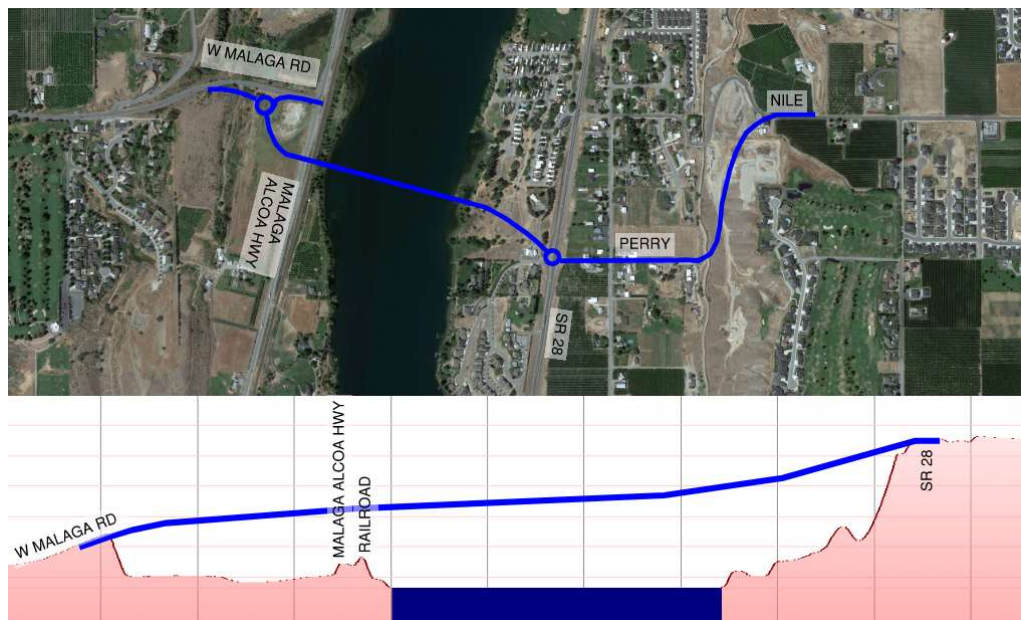 W MALAGA RD
NILE
MALAGA
ALCOA HWY
PERRY
SR 28
W MALAGA RD
MALAGA ALCOA HWY
RAILROAD
SR 28